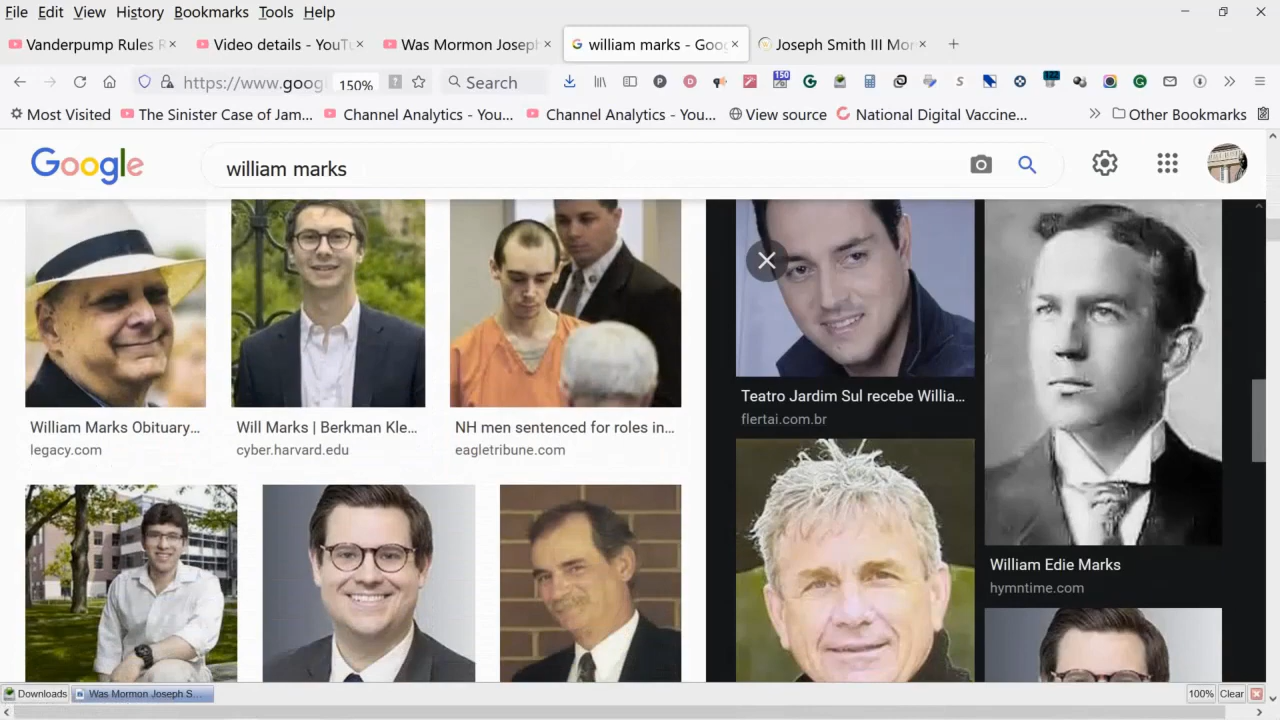 File Edit View History Bookmarks Tools Help
Vanderpump Rules R
Video details - YouTu
Was Mormon Joseph
william marks - Goog
Joseph Smith III Mor
https://www.goog
150%
Search
150
Most Visited
The Sinister Case of Jam...
Channel Analytics - You...
Channel Analytics - You...
View source
National Digital Vaccine...
Other Bookmarks
Google
william marks
William Marks Obituary...
legacy.com
Will Marks | Berkman Kle...
cyber.harvard.edu
NH men sentenced for roles in...
eagletribune.com
Teatro Jardim Sul recebe Willia...
flertai.com.br
William Edie Marks
hymntime.com
Downloads
Was Mormon Joseph S...
100%
Clear